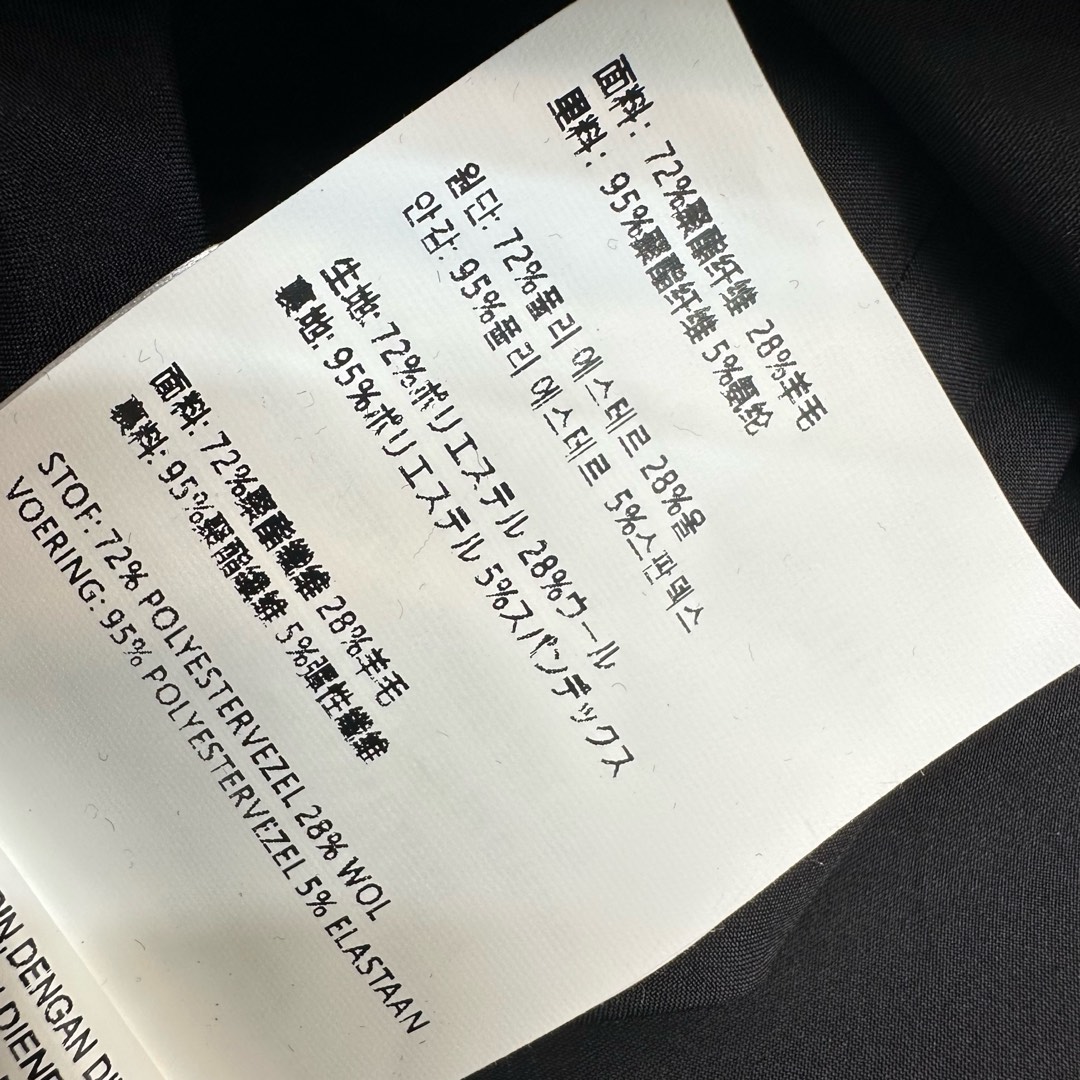 面料: 72%聚酯纤维 28%羊毛
里料: 95%聚酯纤维 5%氨纶
원단: 72%폴리 에스테르 28%울
안감: 95%폴리 에스테르 5%스판덱스
生地: 72%ポリエステル 28%ウール
裏地: 95%ポリエステル 5%スパンデックス
面料: 72%聚酯纖維 28%羊毛
裏料: 95%聚酯纖維 5%彈性纖維
STOF: 72% POLYESTERVEZEL 28% WOL
VOERING: 95% POLYESTERVEZEL 5% ELASTAAN
DENGAN